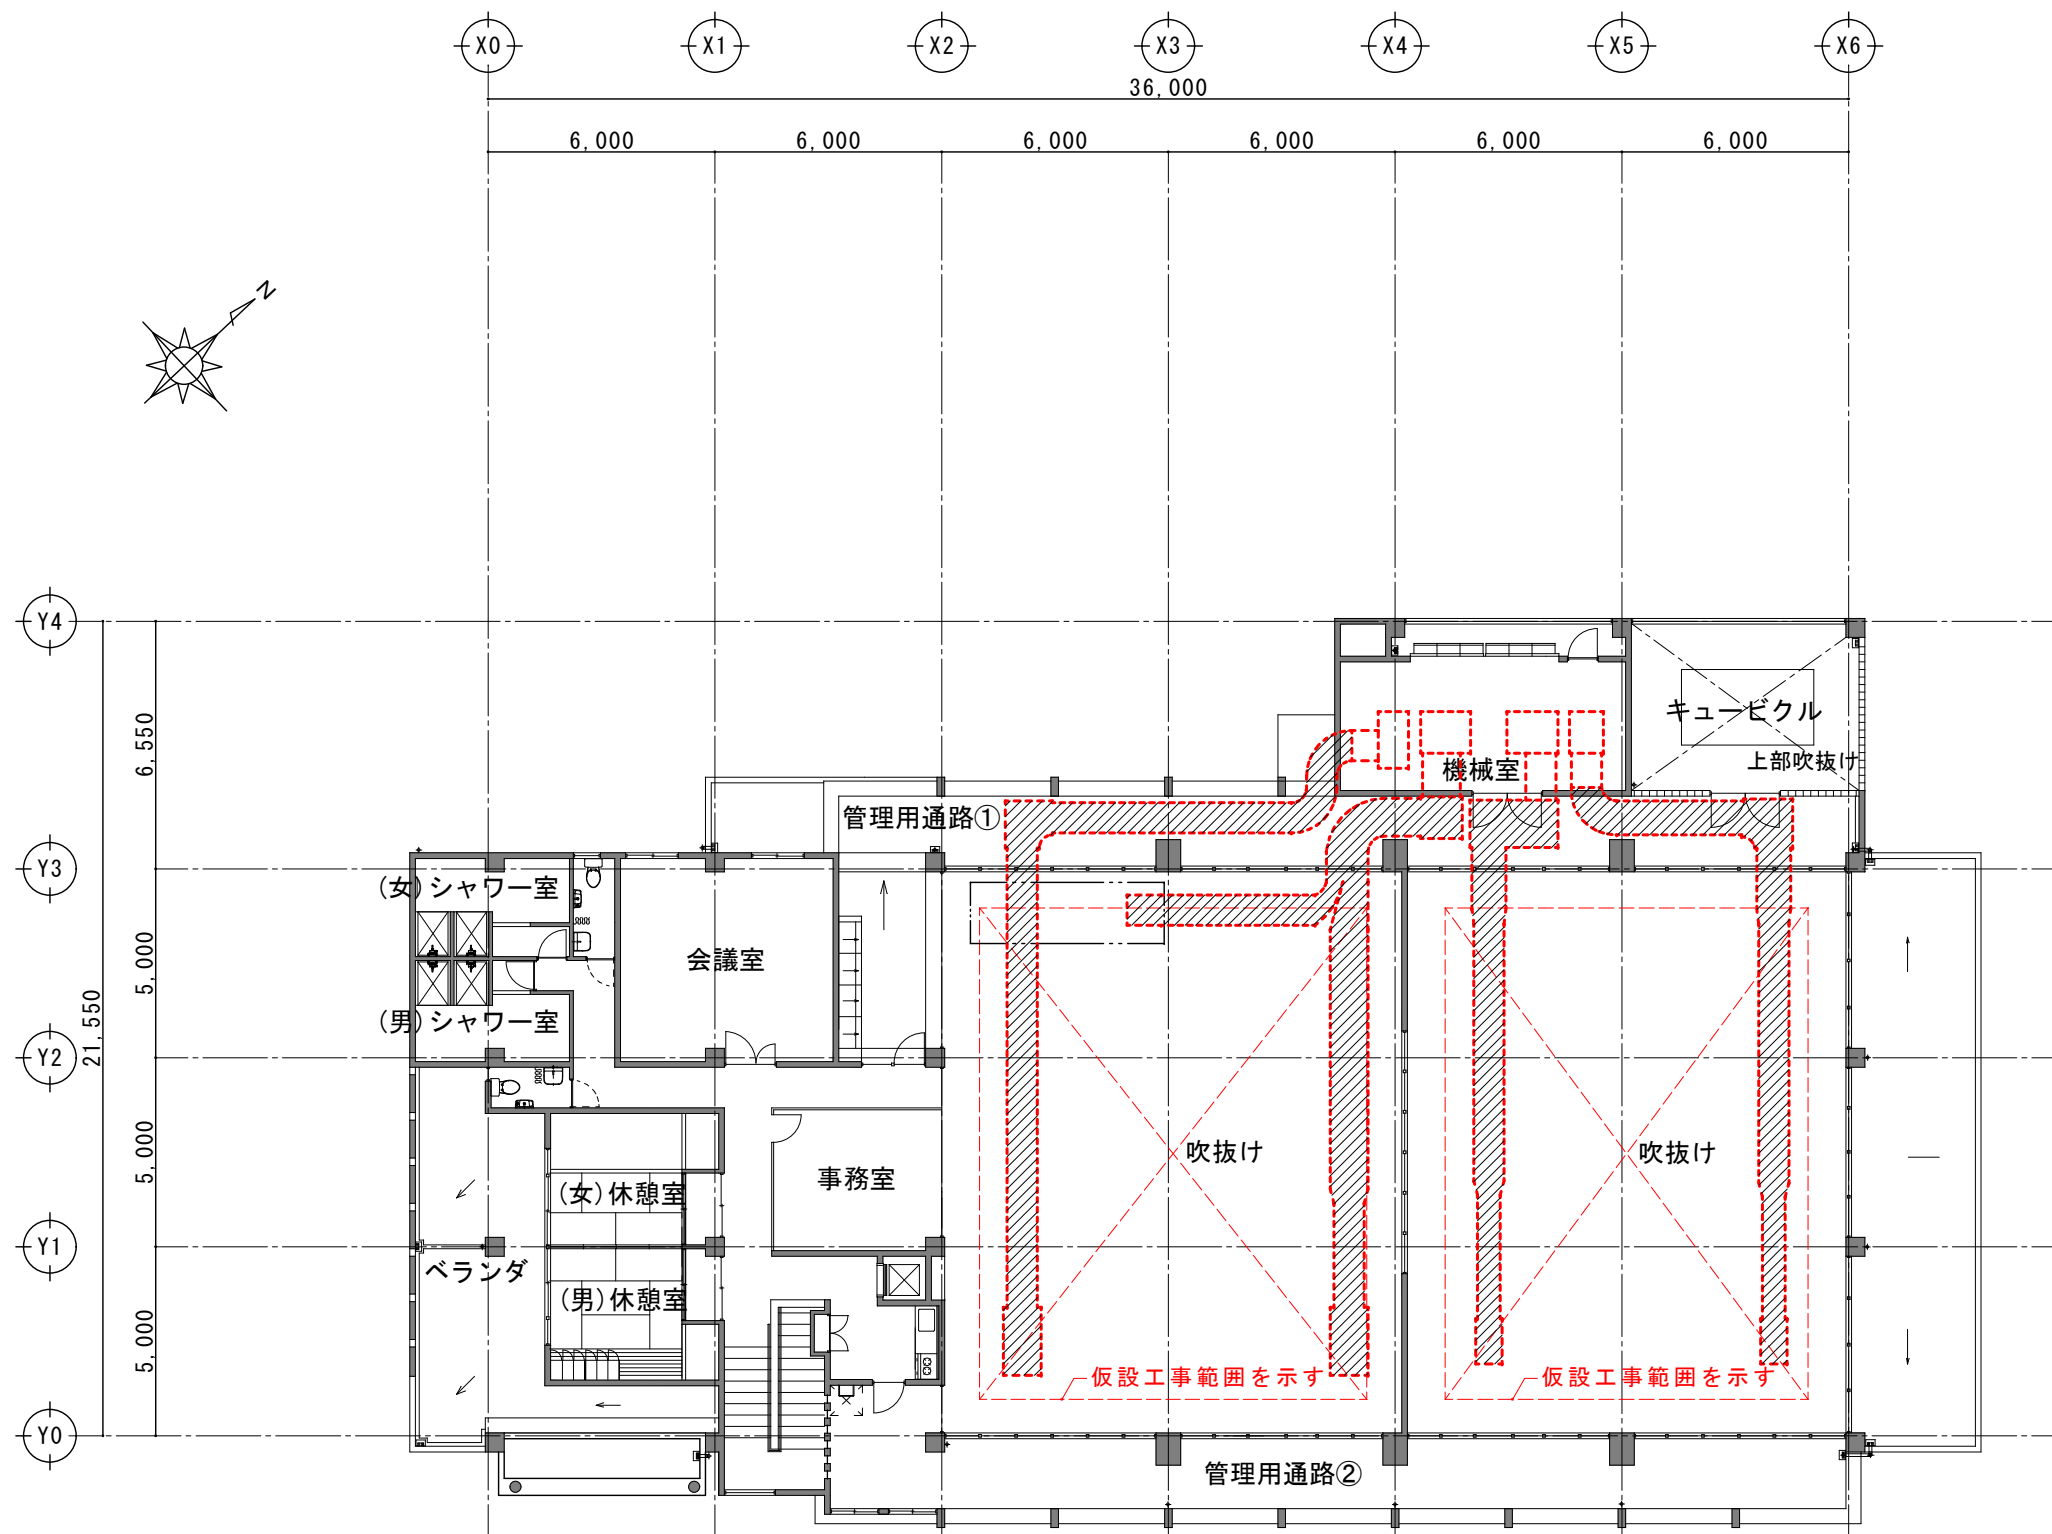 X0 X1 X2 X3 X4 X5 X6
36,000
6,000 6,000 6,000 6,000 6,000 6,000
N
Y4
6,550
キュービクル
上部吹抜け
機械室
管理用通路①
Y3
(女)シャワー室
会議室
5,000
(男)シャワー室
21,550
Y2
5,000
吹抜け
吹抜け
事務室
(女)休憩室
Y1
ベランダ
(男)休憩室
5,000
仮設工事範囲を示す
仮設工事範囲を示す
Y0
管理用通路②